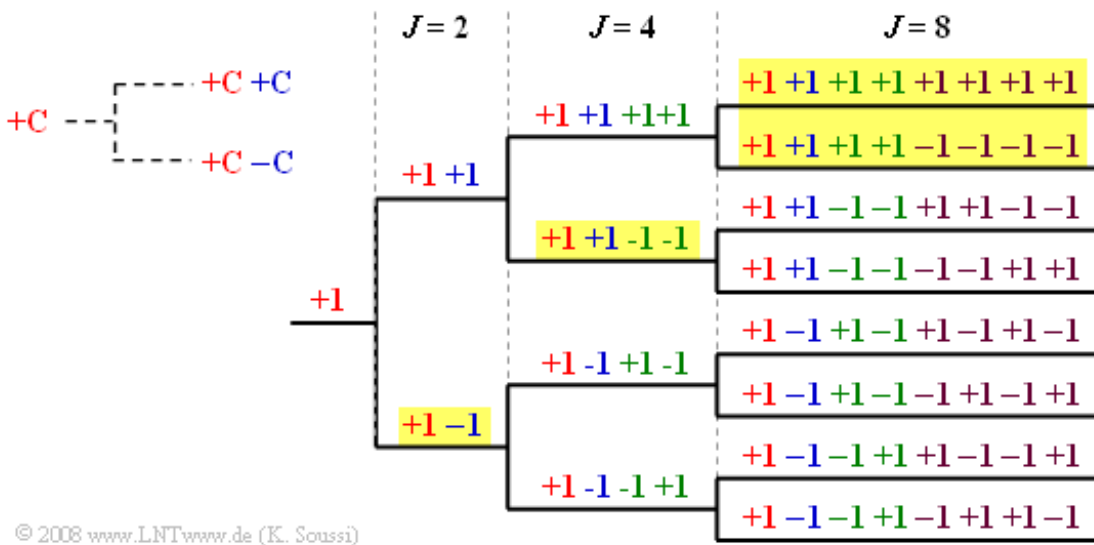 J = 2
J = 4
J = 8
+C
+C +C
+C −C
+1
+1 +1
+1 −1
+1 +1 +1+1
+1 +1 -1 -1
+1 -1 +1 -1
+1 -1 -1 +1
+1 +1 +1 +1 +1 +1 +1 +1
+1 +1 +1 +1 −1 −1 −1 −1
+1 +1 −1 −1 +1 +1 −1 −1
+1 +1 −1 −1 −1 −1 +1 +1
+1 −1 +1 −1 +1 −1 +1 −1
+1 −1 +1 −1 −1 +1 −1 +1
+1 −1 −1 +1 +1 −1 −1 +1
+1 −1 −1 +1 −1 +1 +1 −1
© 2008 www.LNTwww.de (K. Soussi)